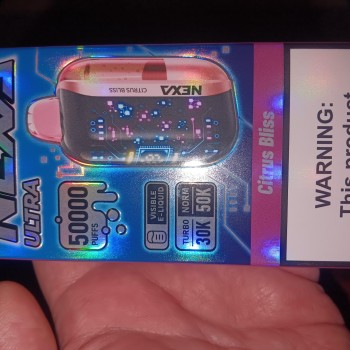 NEXA
ULTRA
NEXA
CITRUS BLISS
50000
PUFFS
VISIBLE
E-LIQUID
TURBO NORM
30K 50K
Citrus Bliss
WARNING:
This product